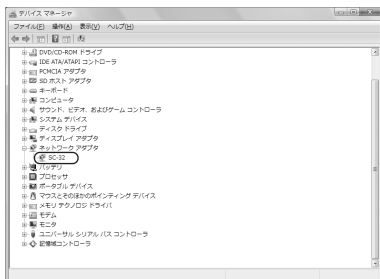 デバイス マネージャ
ファイル(F) 操作(A) 表示(V) ヘルプ(H)
DVD/CD-ROM ドライブ
IDE ATA/ATAPI コントローラ
PCMCIA アダプタ
SD ホスト アダプタ
キーボード
コンピュータ
サウンド、ビデオ、およびゲーム コントローラ
システム デバイス
ディスク ドライブ
ディスプレイ アダプタ
ネットワーク アダプタ
SC-32
バッテリ
プロセッサ
ポータブル デバイス
マウスとそのほかのポインティング デバイス
メモリ テクノロジ ドライバ
モデム
モニタ
ユニバーサル シリアル バス コントローラ
記憶域コントローラ